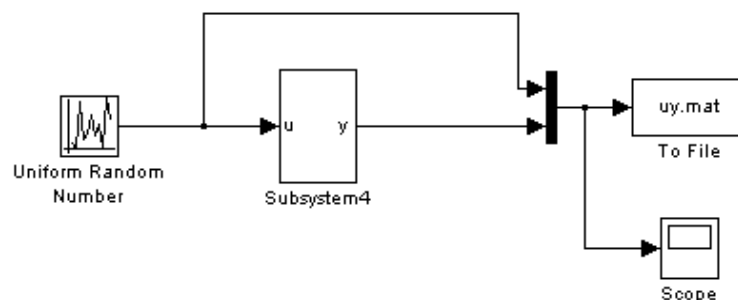 uy.mat
u
y
To File
Uniform Random
Number
Subsystem4
Scope